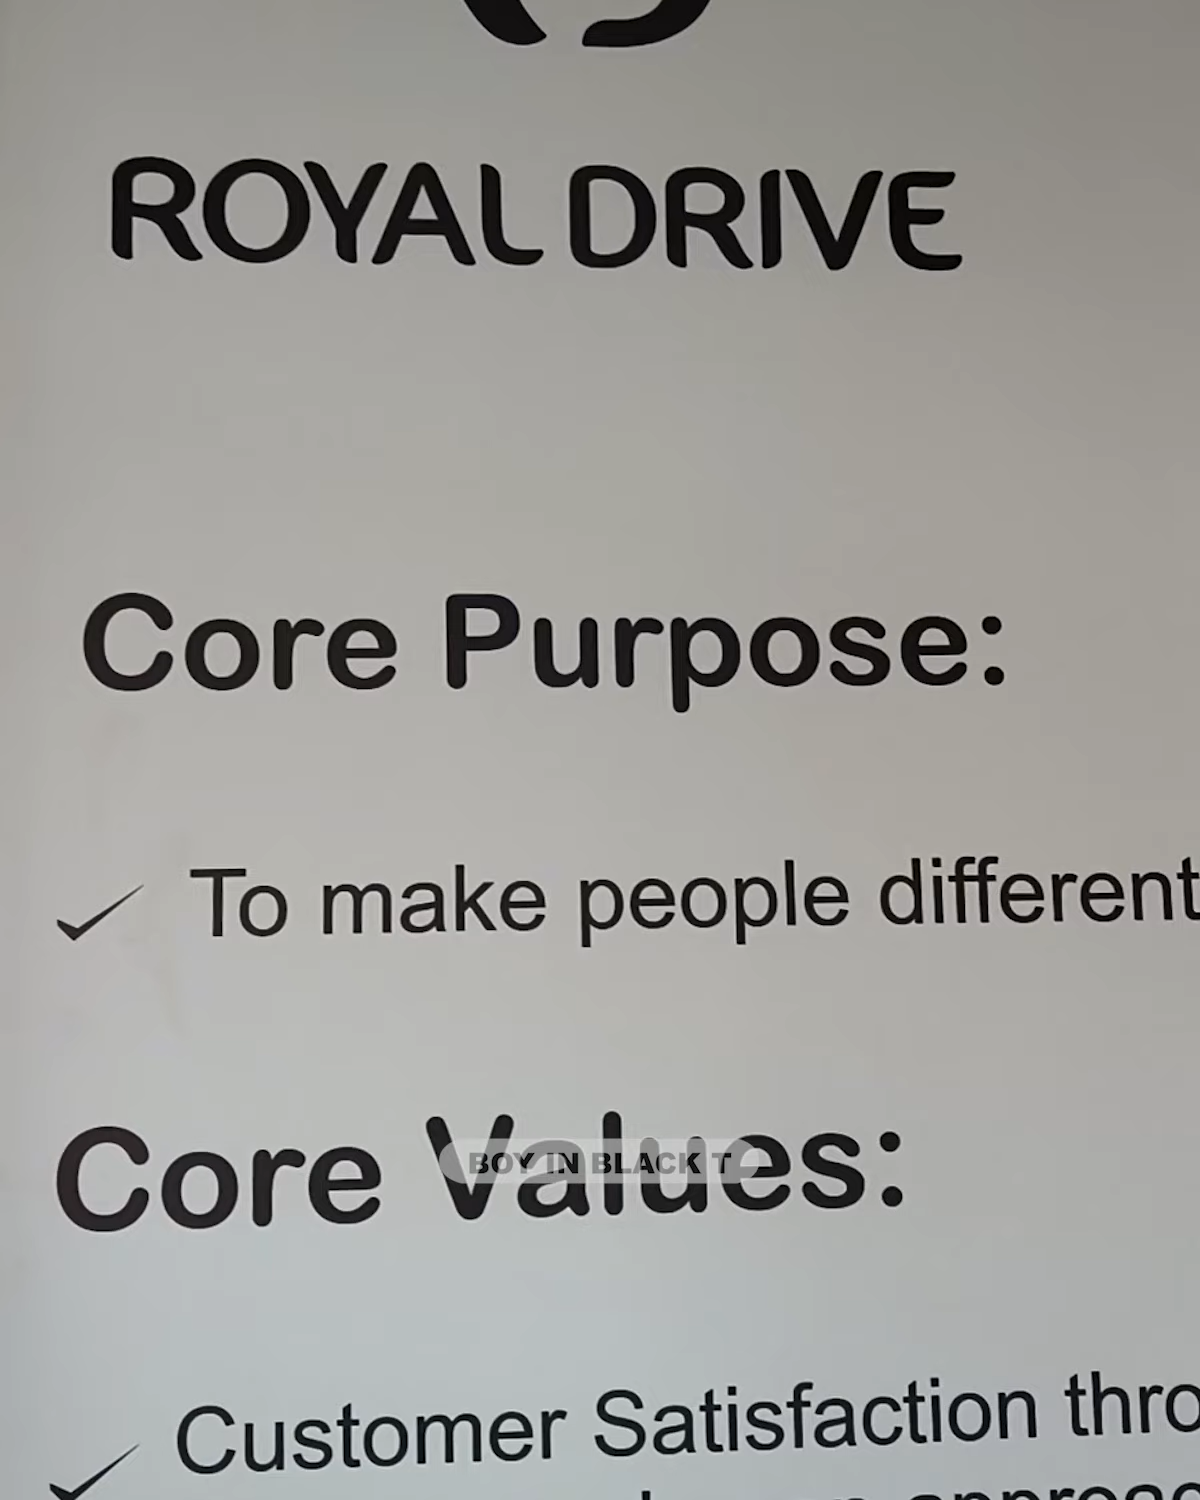 ROYAL DRIVE
Core Purpose:
To make people different
Core Values:
BOY IN BLACK T
Customer Satisfaction thro